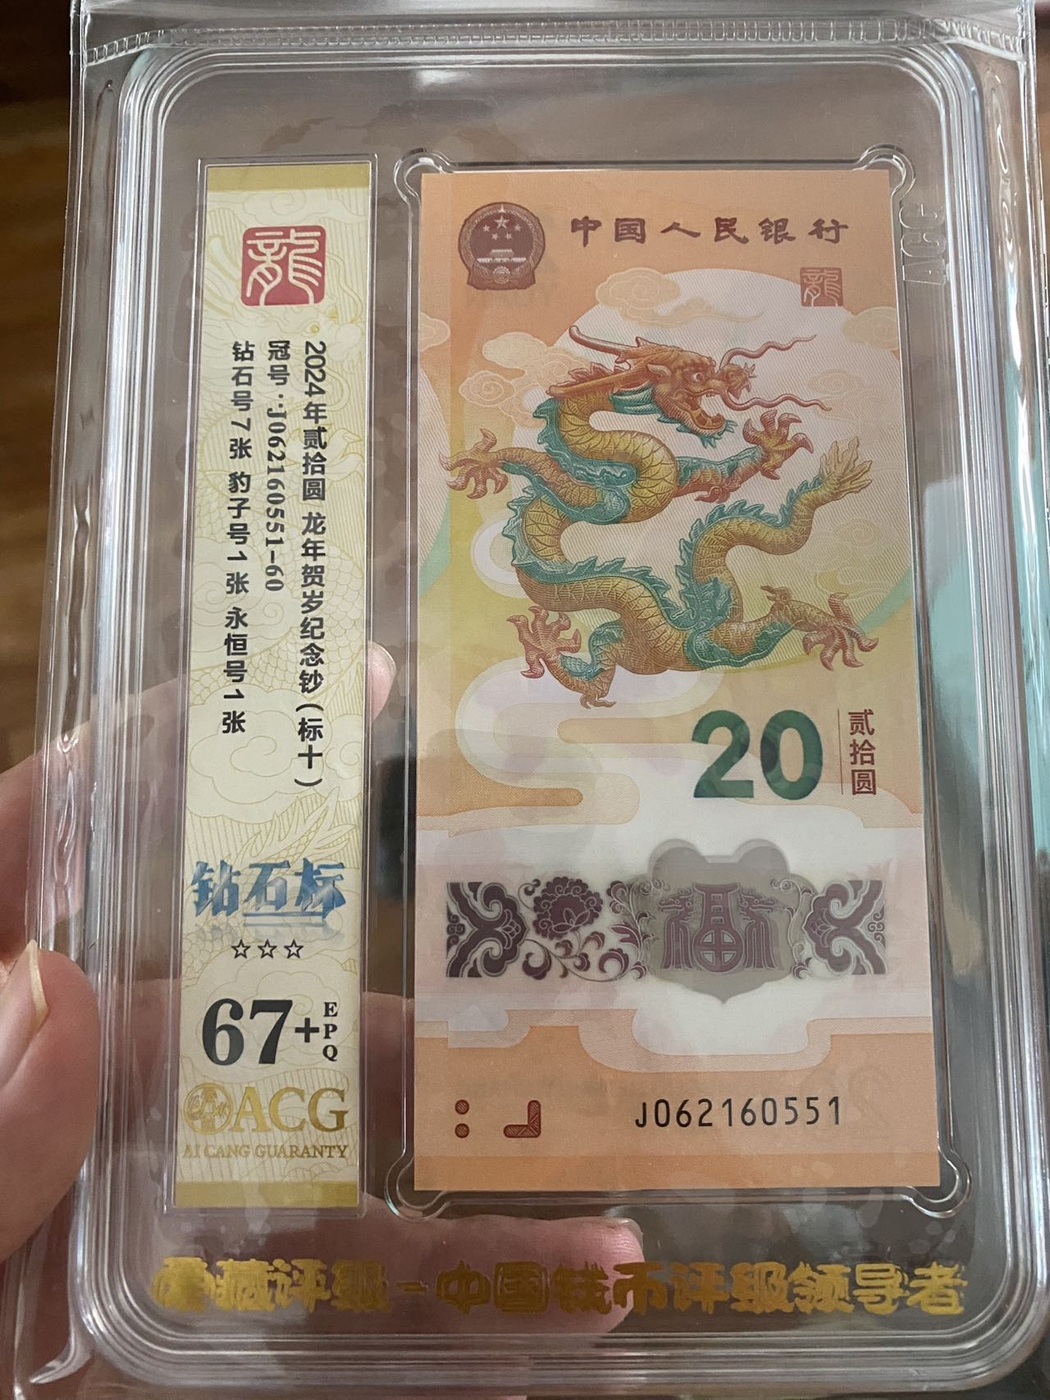 龍
2024年贰拾圆 龙年贺岁纪念钞(标十)
冠号:J062160551-60
钻石号7张 豹子号1张 永恒号1张
钻石标
☆☆☆
67+EPQ
ACG
AI CANG GUARANTY
中国人民银行
龍
20
贰拾圆
福
J062160551
ACG
愛藏评级-中国钱币评级领导者